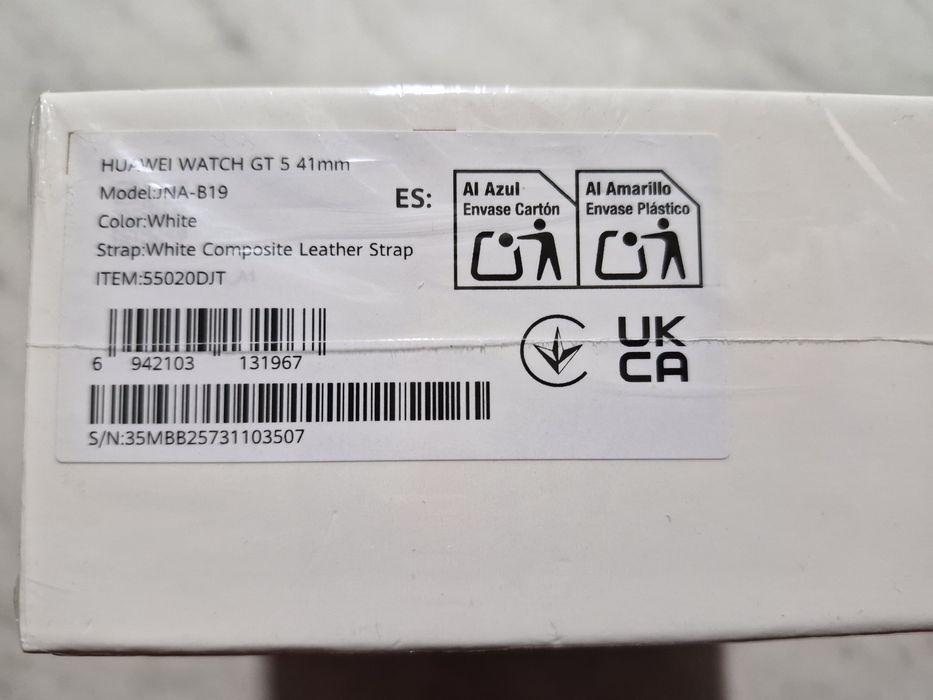 HUAWEI WATCH GT 5 41mm
Model:JNA-B19
Color:White
Strap:White Composite Leather Strap
ITEM:55020DJT A1
ES:
Al Azul
Envase Cartón
Al Amarillo
Envase Plástico
6 942103 131967
UK
CA
S/N:35MBB25731103507